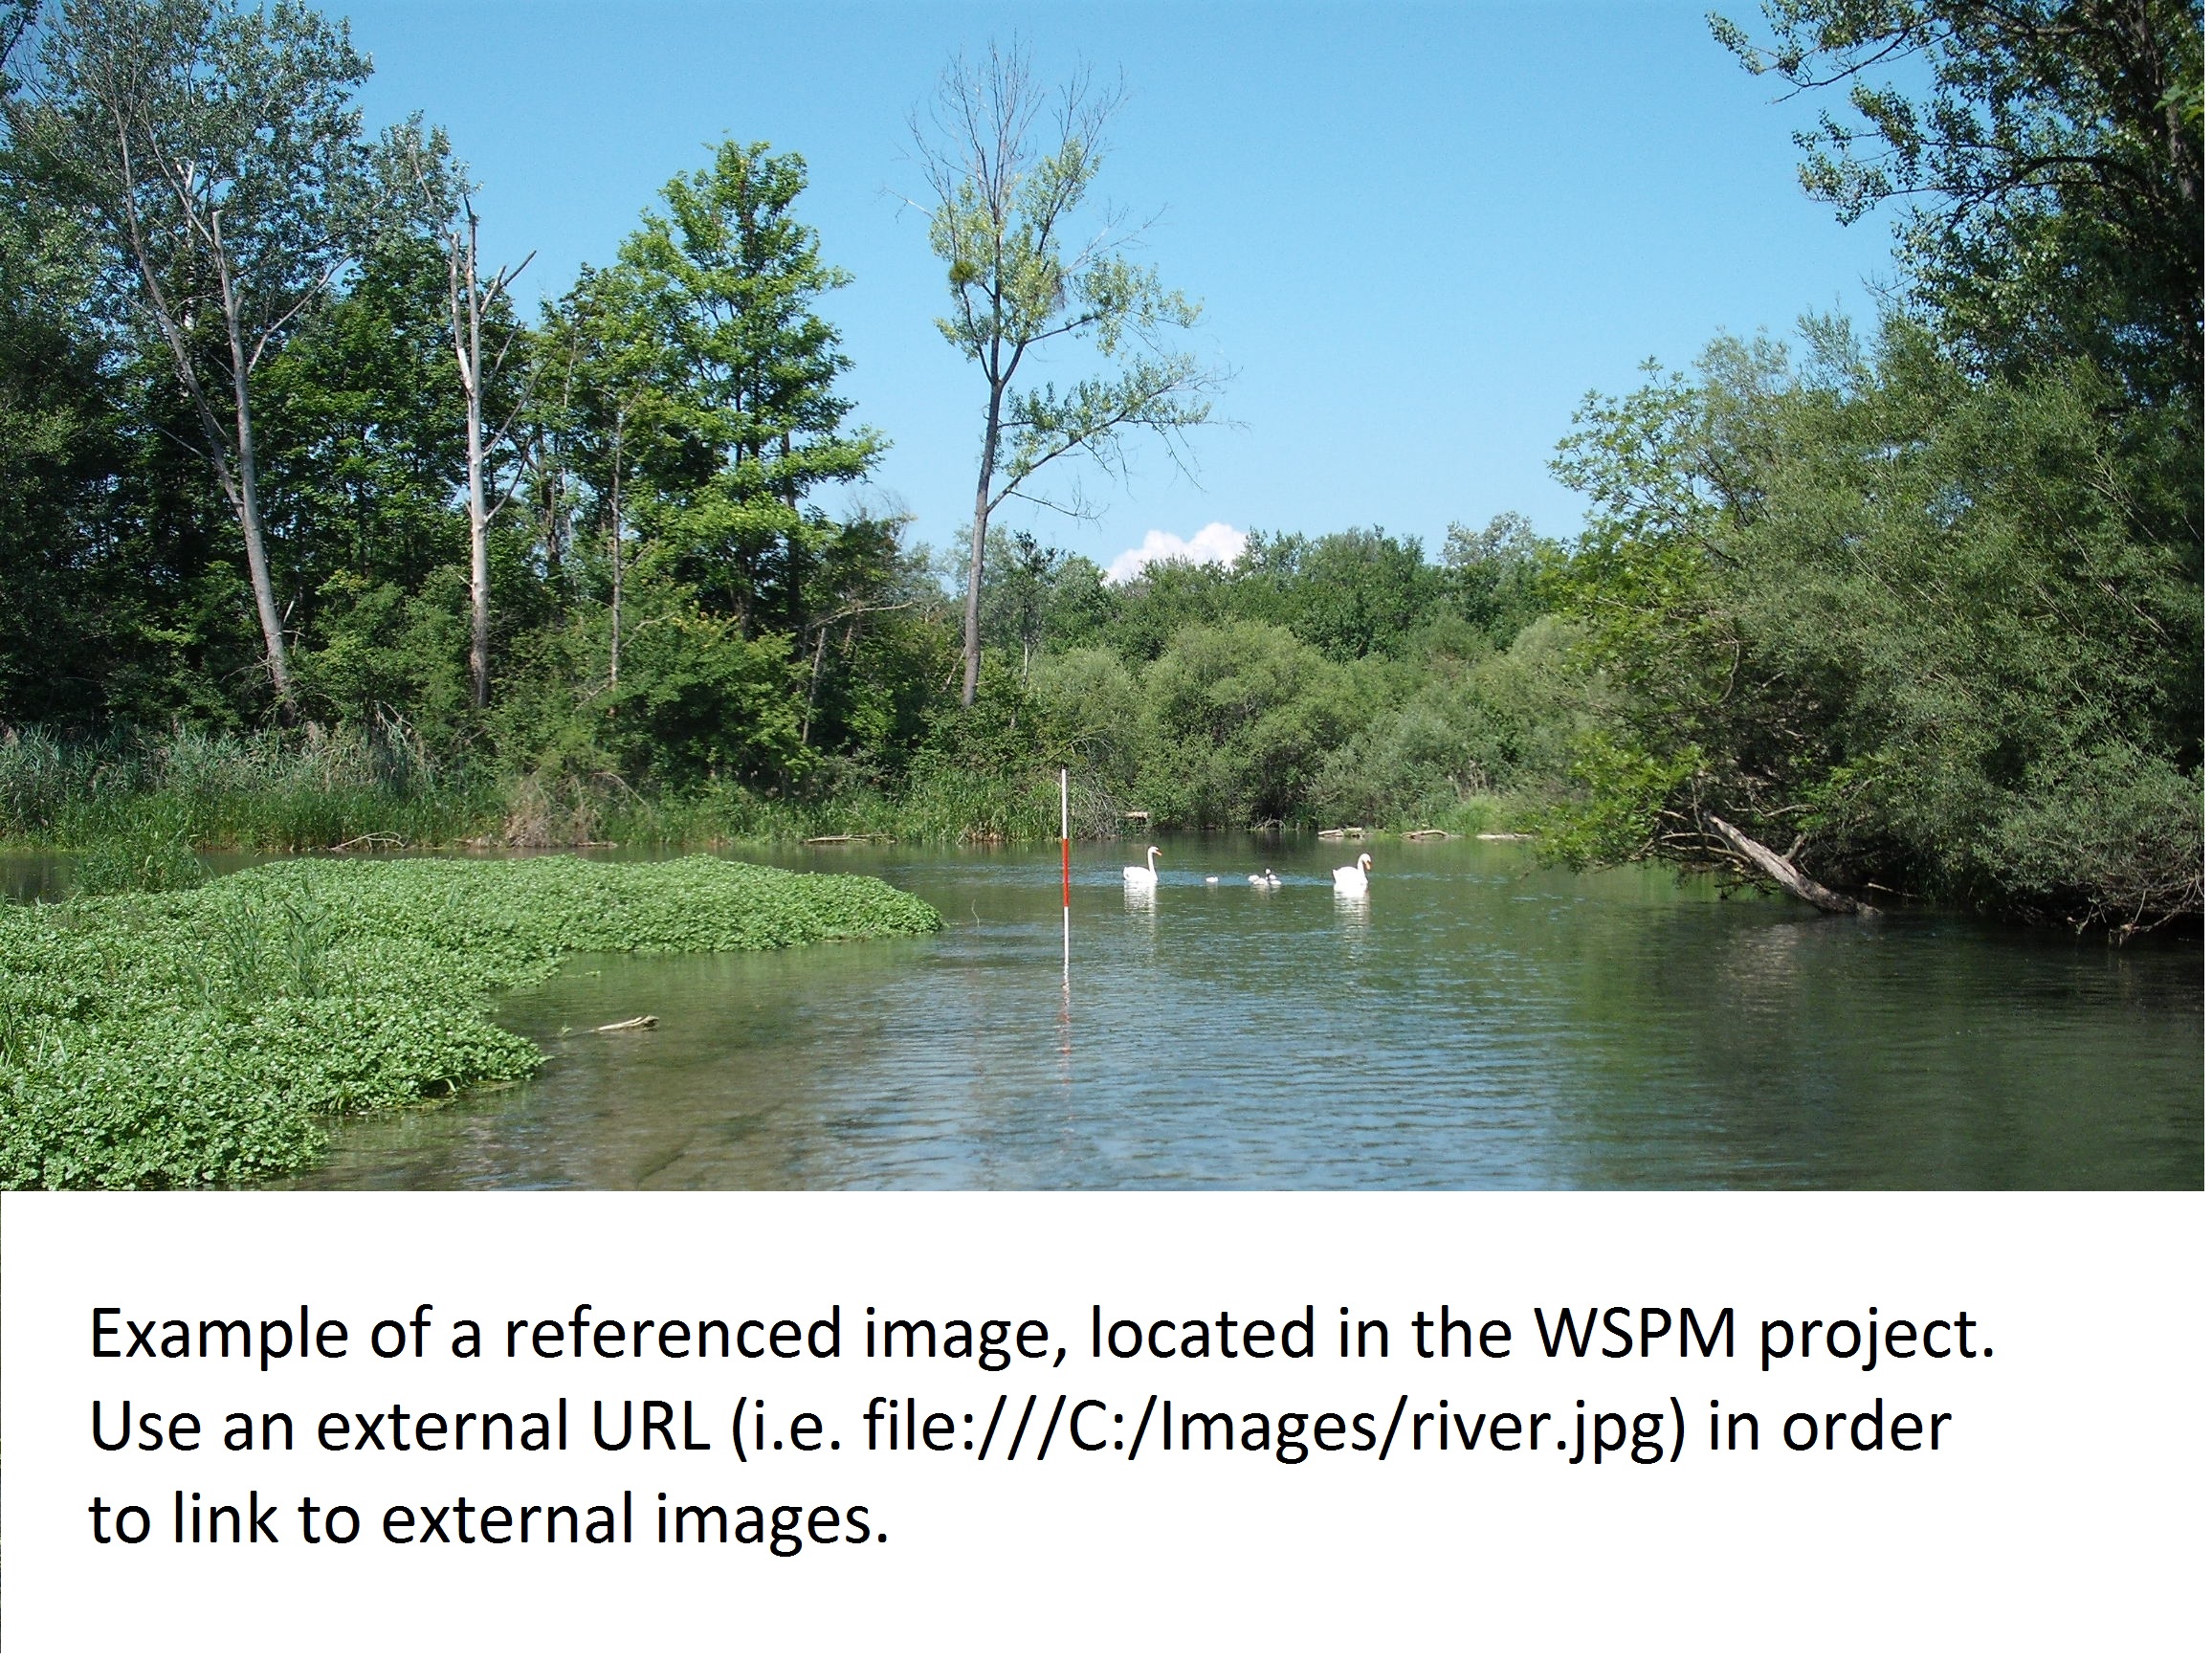 Example of a referenced image, located in the WSPM project.
Use an external URL (i.e. file:///C:/Images/river.jpg) in order
to link to external images.